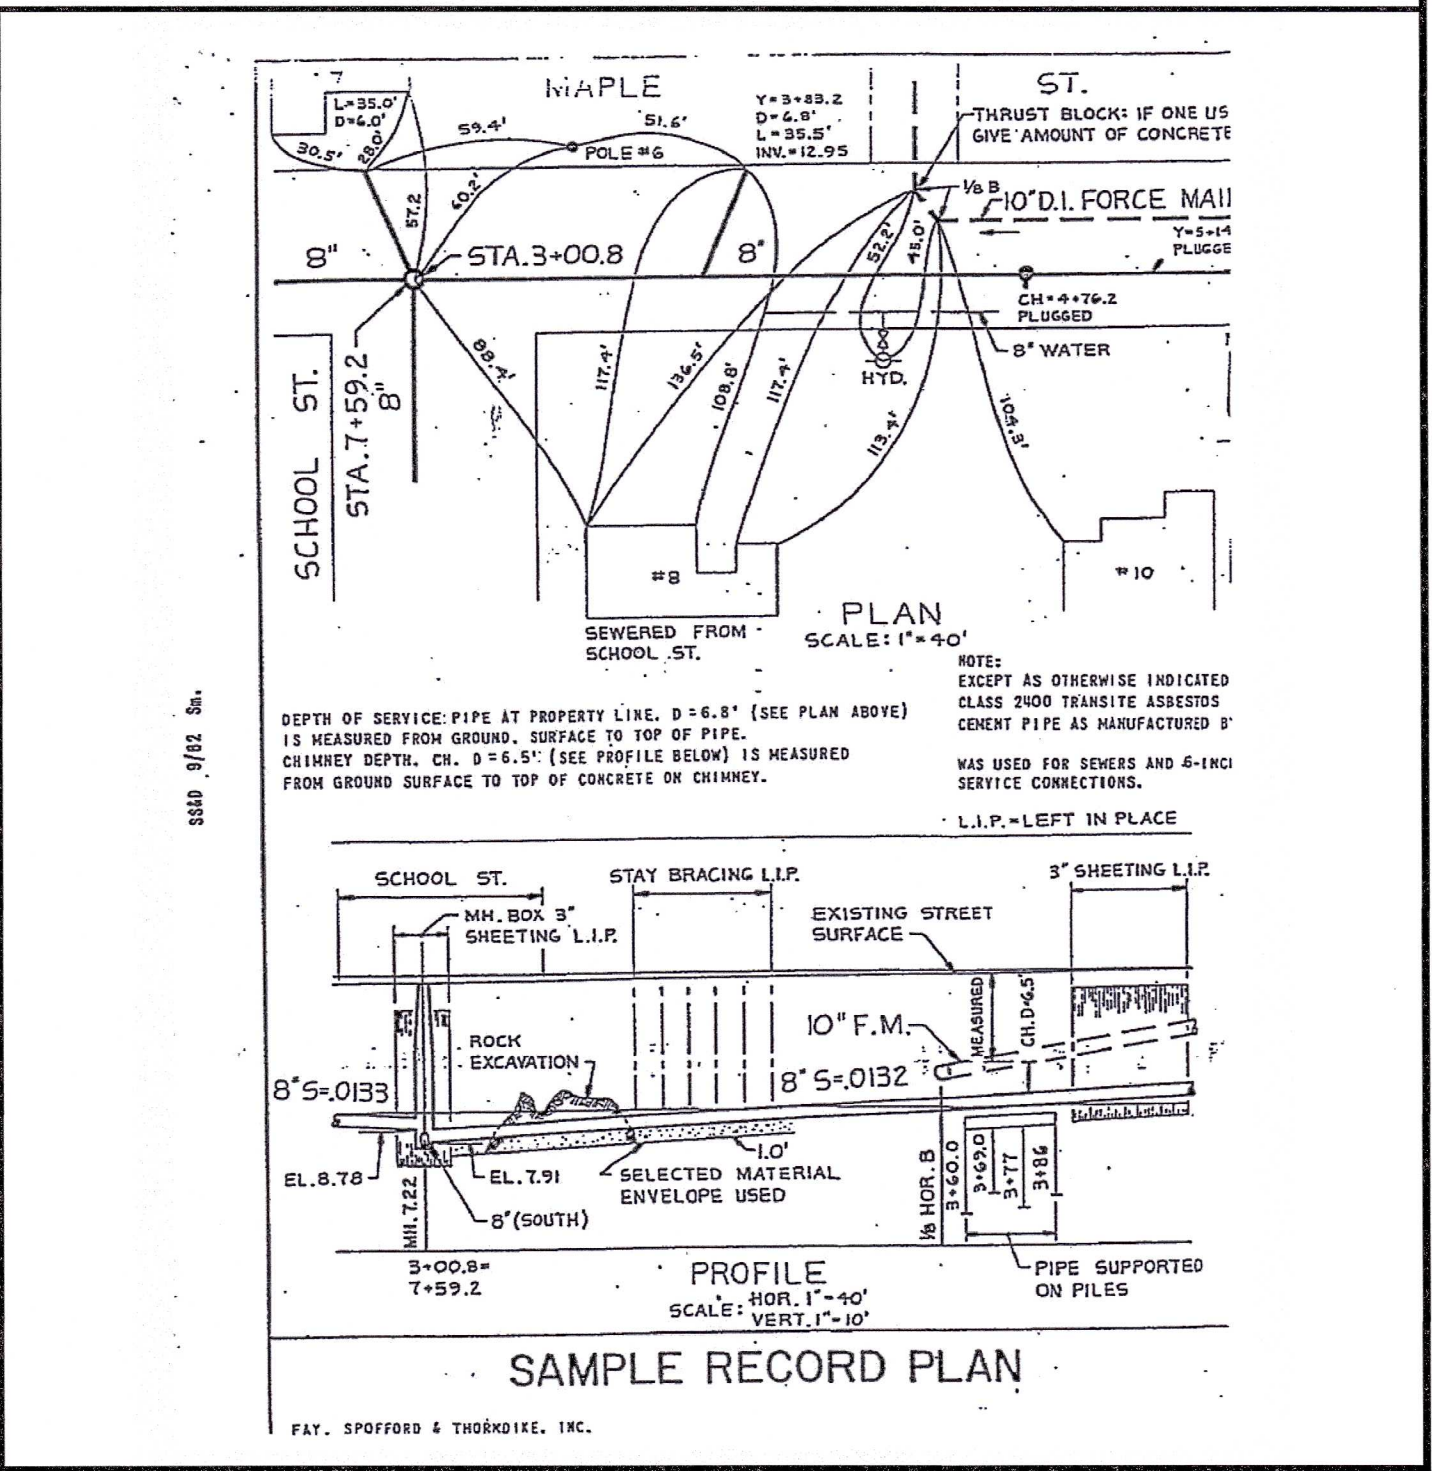 MAPLE
ST.
7
L=35.0'
D=6.0'
30.5'
28.0'
59.4'
51.6'
POLE #6
Y=3+83.2
D=6.8'
L=35.5'
INV.=12.95
THRUST BLOCK: IF ONE US
GIVE AMOUNT OF CONCRETE
1/8 B
10" D.I. FORCE MAI
Y=5+14
PLUGGE
57.2
60.2'
8"
STA.3+00.8
8"
52.2'
45.0'
CH=4+76.2
PLUGGED
8" WATER
HYD.
SCHOOL ST.
STA.7+59.2
8"
88.4'
117.4'
136.5'
108.8'
117.4'
113.4'
104.3'
#8
#10
SEWERED FROM
SCHOOL ST.
PLAN
SCALE: 1"=40'
NOTE:
EXCEPT AS OTHERWISE INDICATED
CLASS 2400 TRANSITE ASBESTOS
CEMENT PIPE AS MANUFACTURED B
WAS USED FOR SEWERS AND 6-INC
SERVICE CONNECTIONS.
L.I.P.=LEFT IN PLACE
DEPTH OF SERVICE: PIPE AT PROPERTY LINE. D=6.8' (SEE PLAN ABOVE)
IS MEASURED FROM GROUND. SURFACE TO TOP OF PIPE.
CHIMNEY DEPTH. CH. D=6.5': (SEE PROFILE BELOW) IS MEASURED
FROM GROUND SURFACE TO TOP OF CONCRETE ON CHIMNEY.
SS&D 9/82 Sm.
SCHOOL ST.
STAY BRACING L.I.P.
3" SHEETING L.I.P.
MH. BOX 3"
SHEETING L.I.P.
EXISTING STREET
SURFACE
ROCK
EXCAVATION
10" F.M.
MEASURED
CH.D=6.5'
8" S=.0133
8" S=.0132
EL.8.78
EL.7.91
1.0'
SELECTED MATERIAL
ENVELOPE USED
8" (SOUTH)
MH.7.22
1/8 HOR. B
3+60.0
3+69.0
3+77
3+86
3+00.8=
7+59.2
PIPE SUPPORTED
ON PILES
PROFILE
SCALE: HOR. 1"=40'
VERT. 1"=10'
SAMPLE RECORD PLAN
FAY. SPOFFORD & THORNDIKE. INC.